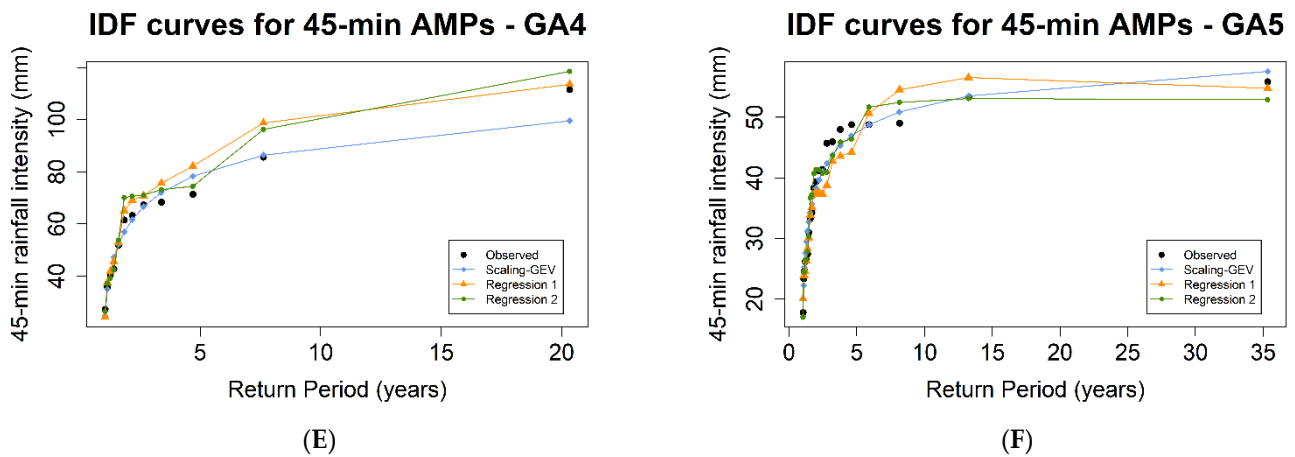 IDF curves for 45-min AMPs - GA4
45-min rainfall intensity (mm)
100
80
60
40
Observed
Scaling-GEV
Regression 1
Regression 2
5
10
15
20
Return Period (years)
(E)
IDF curves for 45-min AMPs - GA5
45-min rainfall intensity (mm)
50
40
30
20
Observed
Scaling-GEV
Regression 1
Regression 2
0
5
10
15
20
25
30
35
Return Period (years)
(F)